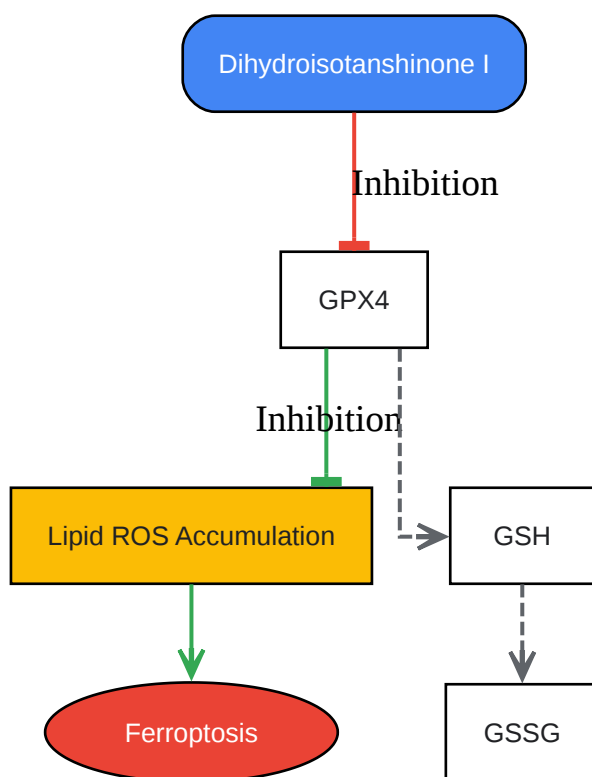 Dihydroisotanshinone I
Inhibition
GPX4
Inhibition
Lipid ROS Accumulation
GSH
Ferroptosis
GSSG